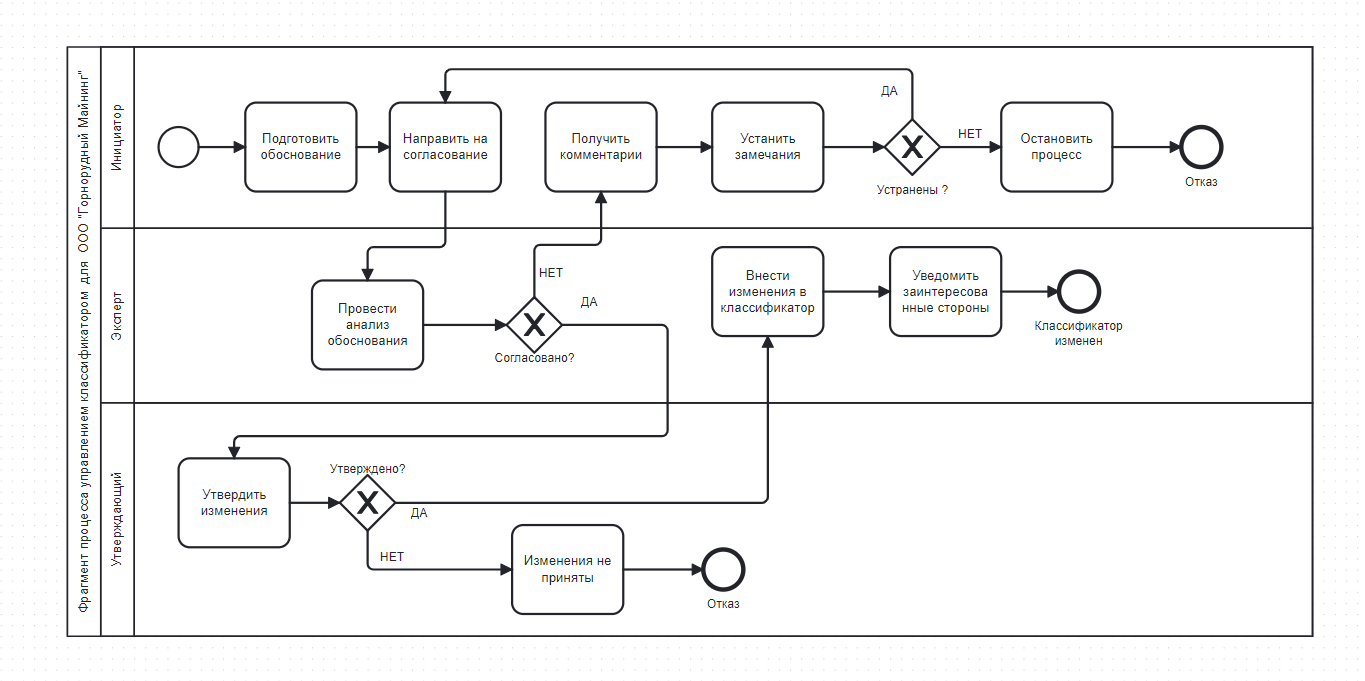 Фрагмент процесса управлением классификатором для ООО "Горнорудный Майнинг"
Инициатор
Подготовить
обоснование
Направить на
согласование
Получить
комментарии
Устанить
замечания
ДА
Устранены ?
НЕТ
Остановить
процесс
Отказ
Эксперт
Провести
анализ
обоснования
НЕТ
ДА
Согласовано?
Внести
изменения в
классификатор
Уведомить
заинтересова
нные стороны
Классификатор
изменен
Утверждающий
Утвердить
изменения
Утверждено?
ДА
НЕТ
Изменения не
приняты
Отказ